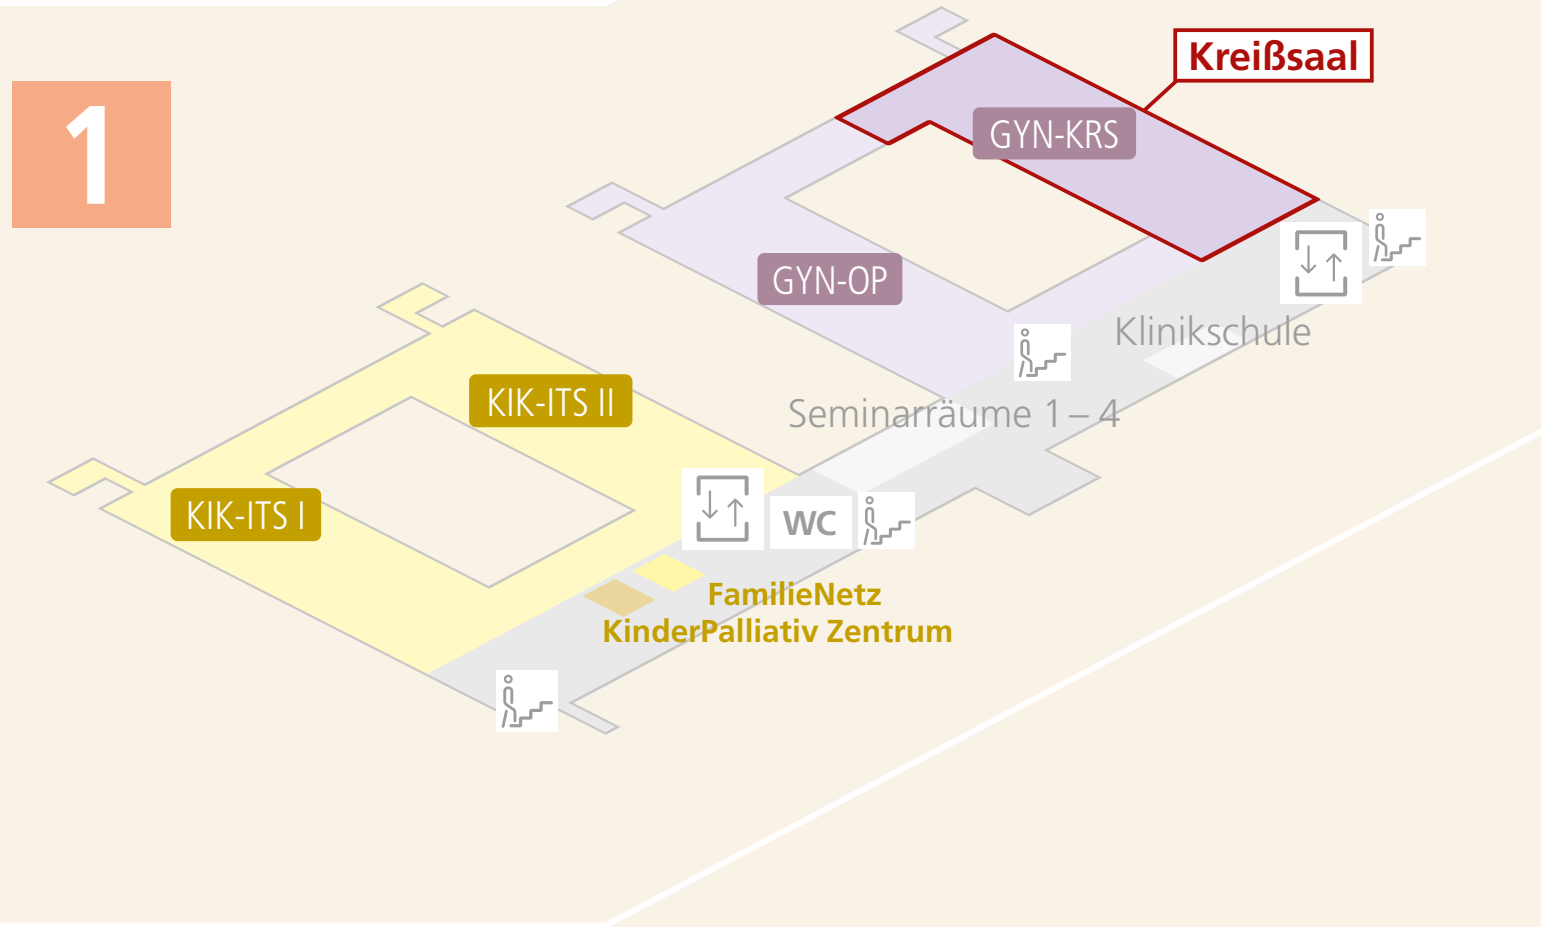 1
Kreißsaal
GYN-KRS
GYN-OP
Klinikschule
KIK-ITS II
Seminarräume 1 – 4
KIK-ITS I
WC
FamilieNetz
KinderPalliativ Zentrum